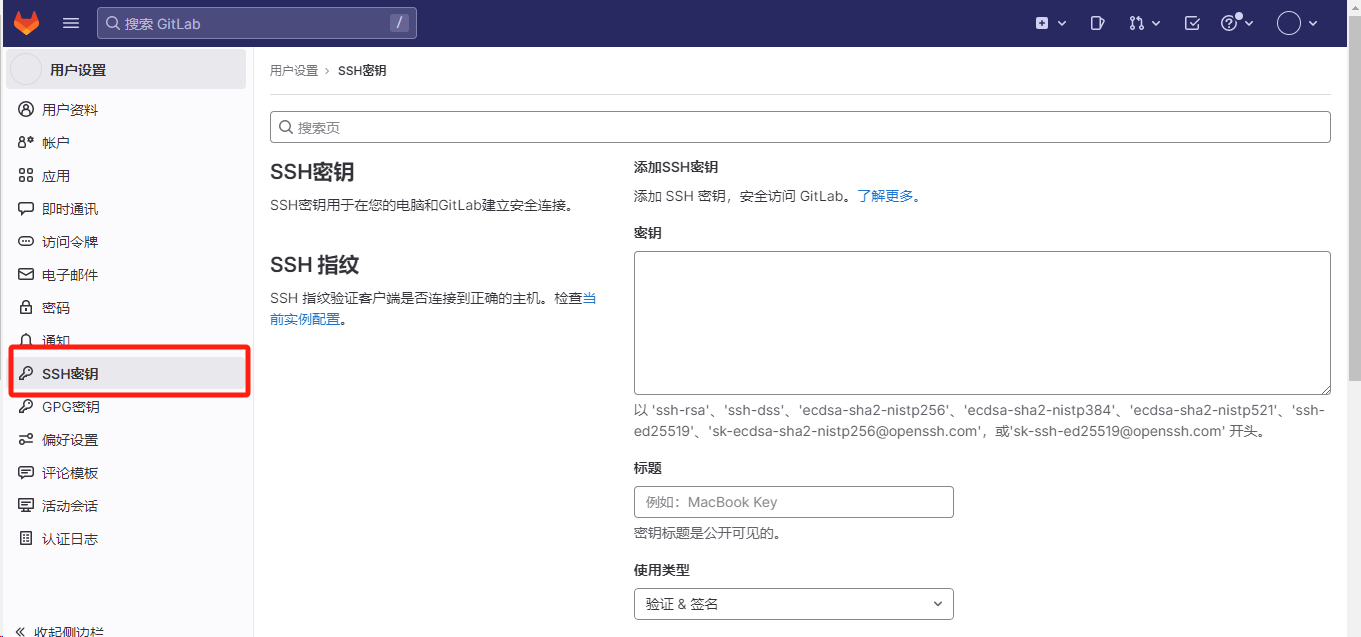 搜索 GitLab /
用户设置
用户资料
帐户
应用
即时通讯
访问令牌
电子邮件
密码
通知
SSH密钥
GPG密钥
偏好设置
评论模板
活动会话
认证日志
收起侧边栏
用户设置 › SSH密钥
搜索页
SSH密钥
SSH密钥用于在您的电脑和GitLab建立安全连接。
SSH 指纹
SSH 指纹验证客户端是否连接到正确的主机。检查当
前实例配置。
添加SSH密钥
添加 SSH 密钥，安全访问 GitLab。了解更多。
密钥
以 'ssh-rsa'、'ssh-dss'、'ecdsa-sha2-nistp256'、'ecdsa-sha2-nistp384'、'ecdsa-sha2-nistp521'、'ssh-
ed25519'、'sk-ecdsa-sha2-nistp256@openssh.com'，或'sk-ssh-ed25519@openssh.com' 开头。
标题
例如：MacBook Key
密钥标题是公开可见的。
使用类型
验证 & 签名